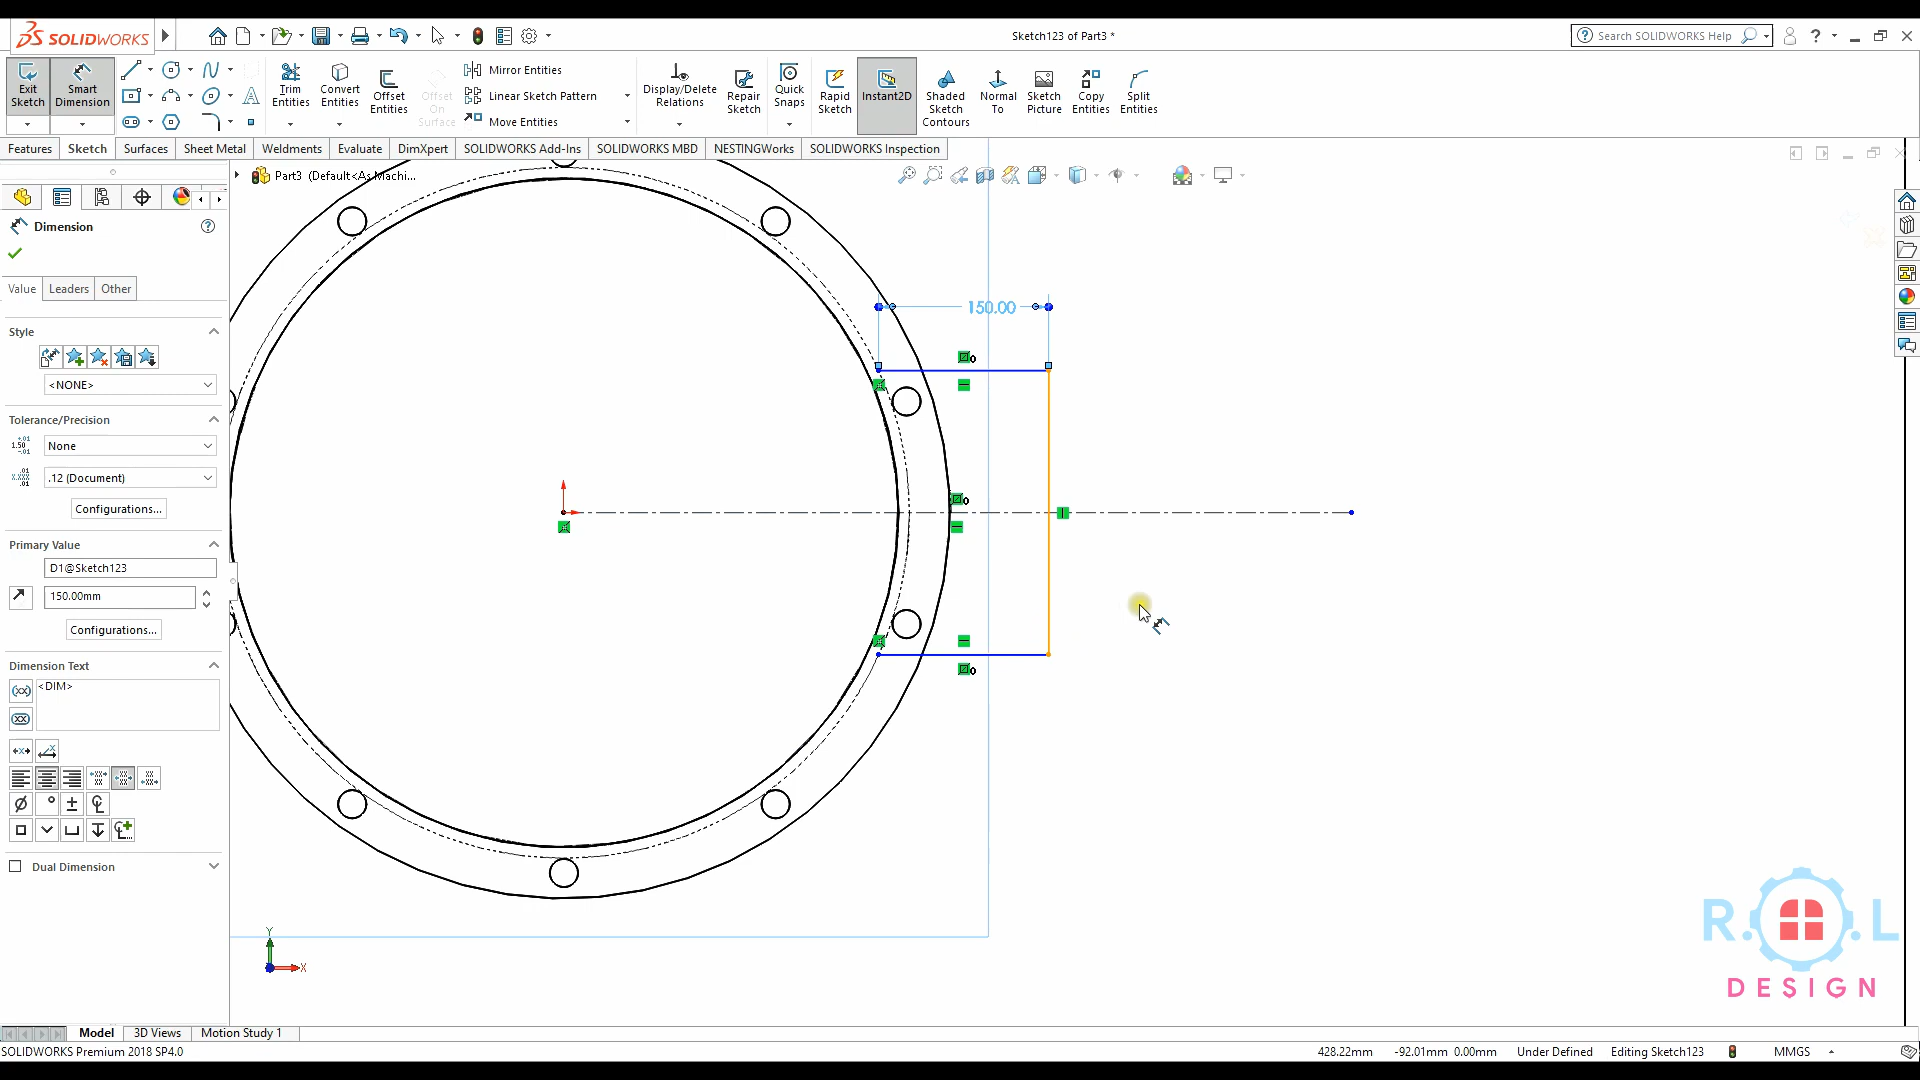 SOLIDWORKS
Sketch123 of Part3 *
Search SOLIDWORKS Help
Exit Sketch
Smart Dimension
Trim Entities
Convert Entities
Offset Entities
Offset On Surface
Mirror Entities
Linear Sketch Pattern
Move Entities
Display/Delete Relations
Repair Sketch
Quick Snaps
Rapid Sketch
Instant2D
Shaded Sketch Contours
Normal To
Sketch Picture
Copy Entities
Split Entities
Features Sketch Surfaces Sheet Metal Weldments Evaluate DimXpert SOLIDWORKS Add-Ins SOLIDWORKS MBD NESTINGWorks SOLIDWORKS Inspection
Part3 (Default<As Machi...
Dimension
Value Leaders Other
Style
<NONE>
Tolerance/Precision
None
.12 (Document)
Configurations...
Primary Value
D1@Sketch123
150.00mm
Configurations...
Dimension Text
<DIM>
Dual Dimension
150.00
0
0
0
Y
X
R. .L
DESIGN
Model 3D Views Motion Study 1
SOLIDWORKS Premium 2018 SP4.0
428.22mm -92.01mm 0.00mm Under Defined Editing Sketch123 MMGS